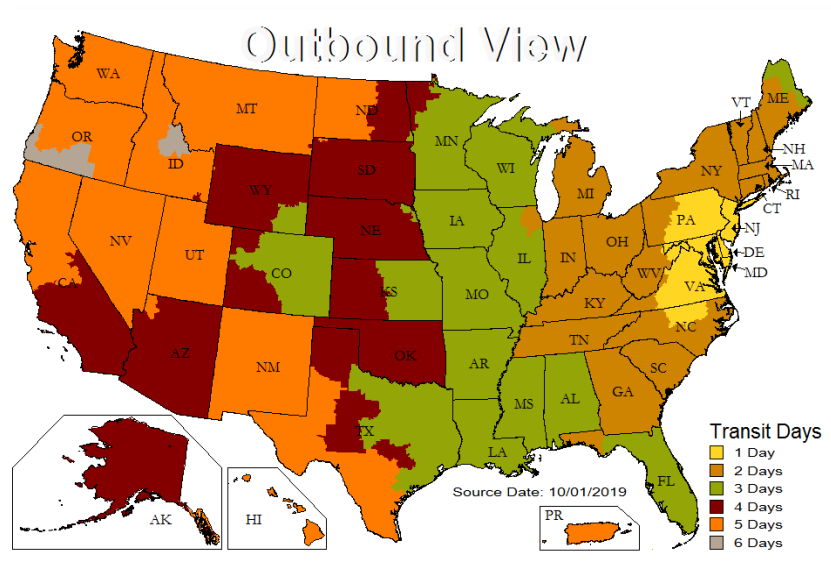 Outbound View
WA
MT
ND
MN
ME
VT
OR
ID
SD
WI
MI
NY
NH
MA
RI
CT
WY
NE
IA
PA
NJ
NV
UT
CO
KS
MO
IL
IN
OH
WV
VA
DE
MD
CA
KY
AZ
NM
OK
AR
TN
NC
SC
TX
LA
MS
AL
GA
FL
AK
HI
PR
Source Date: 10/01/2019
Transit Days
1 Day
2 Days
3 Days
4 Days
5 Days
6 Days